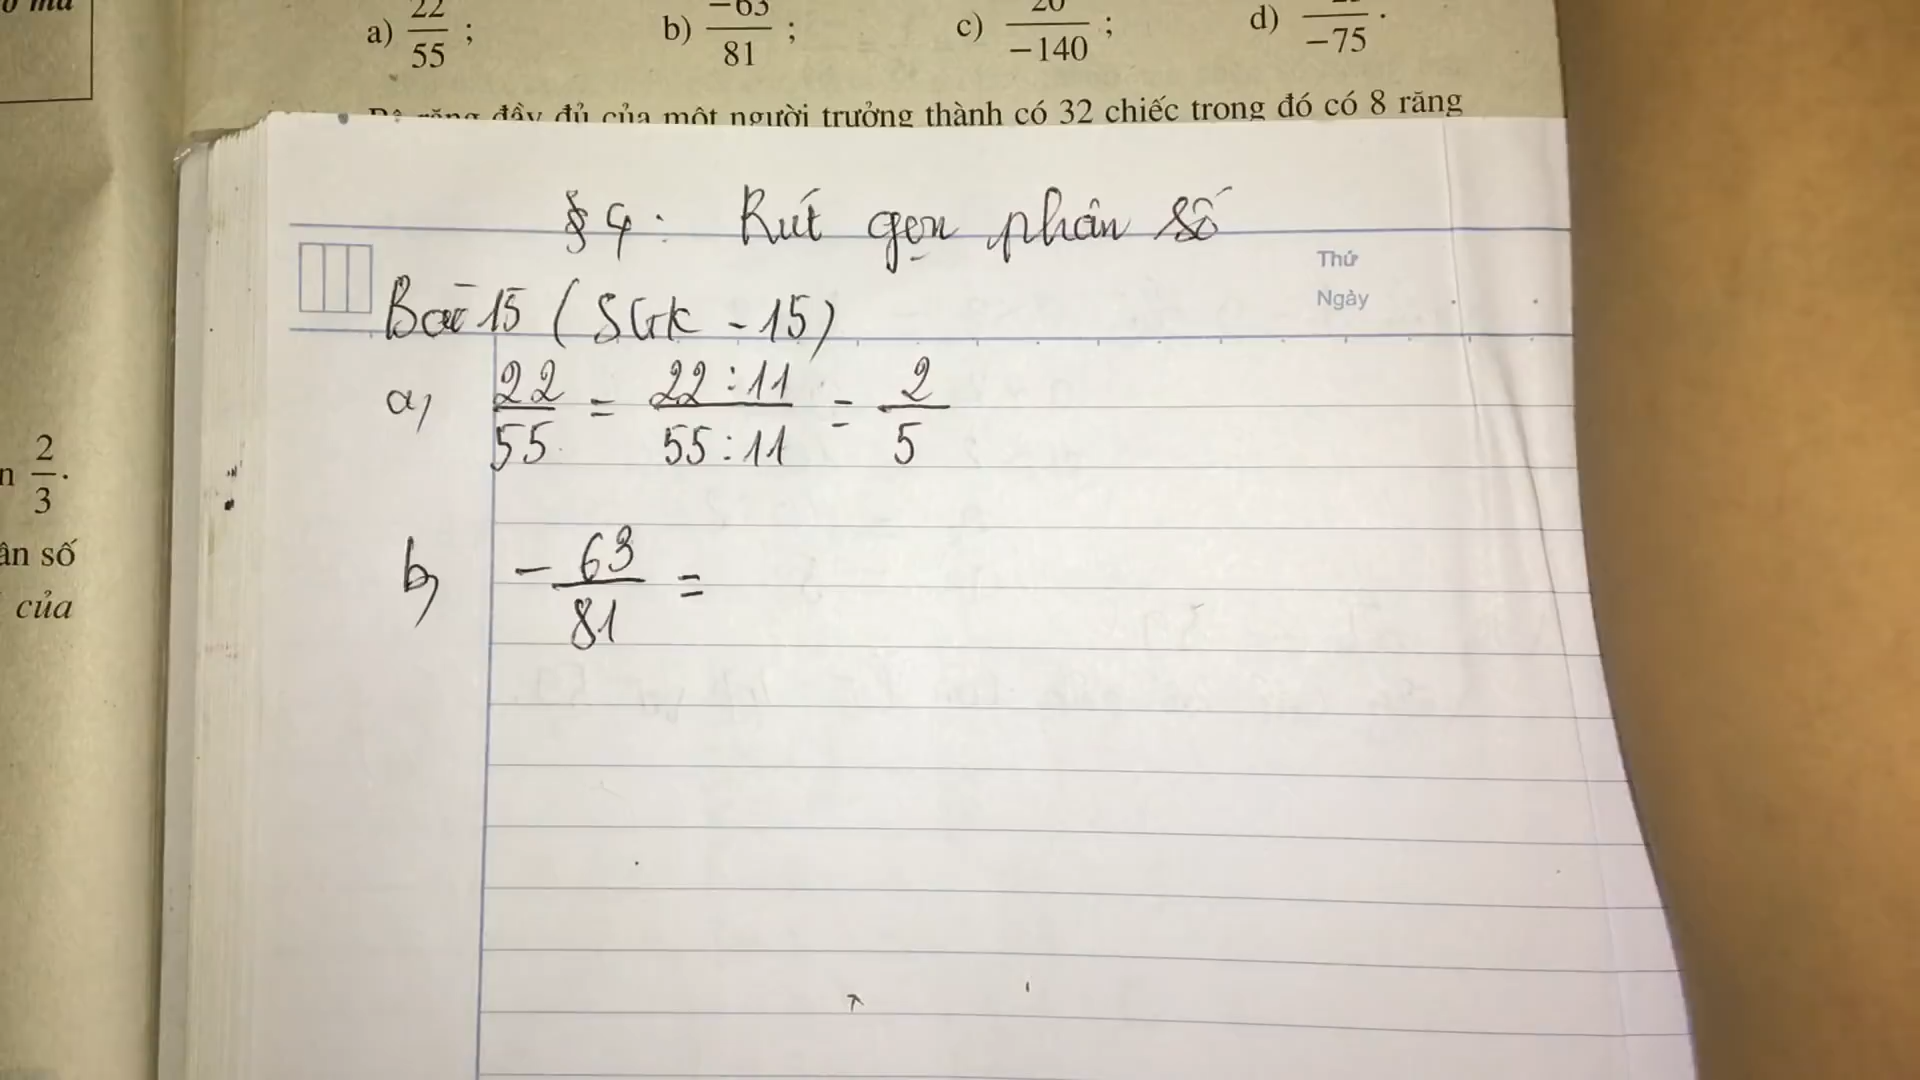 a) 22/55 ; b) −63/81 ; c) 20/−140 ; d) /−75 .
răng đầy đủ của một người trưởng thành có 32 chiếc trong đó có 8 răng
§ 4 : Rút gọn phân số
Thứ
Ngày
Bài 15 ( SGK - 15)
a) 22/55 = 22 : 11/55 : 11 = 2/5
b) - 63/81 =
n 2/3 .
ân số
của